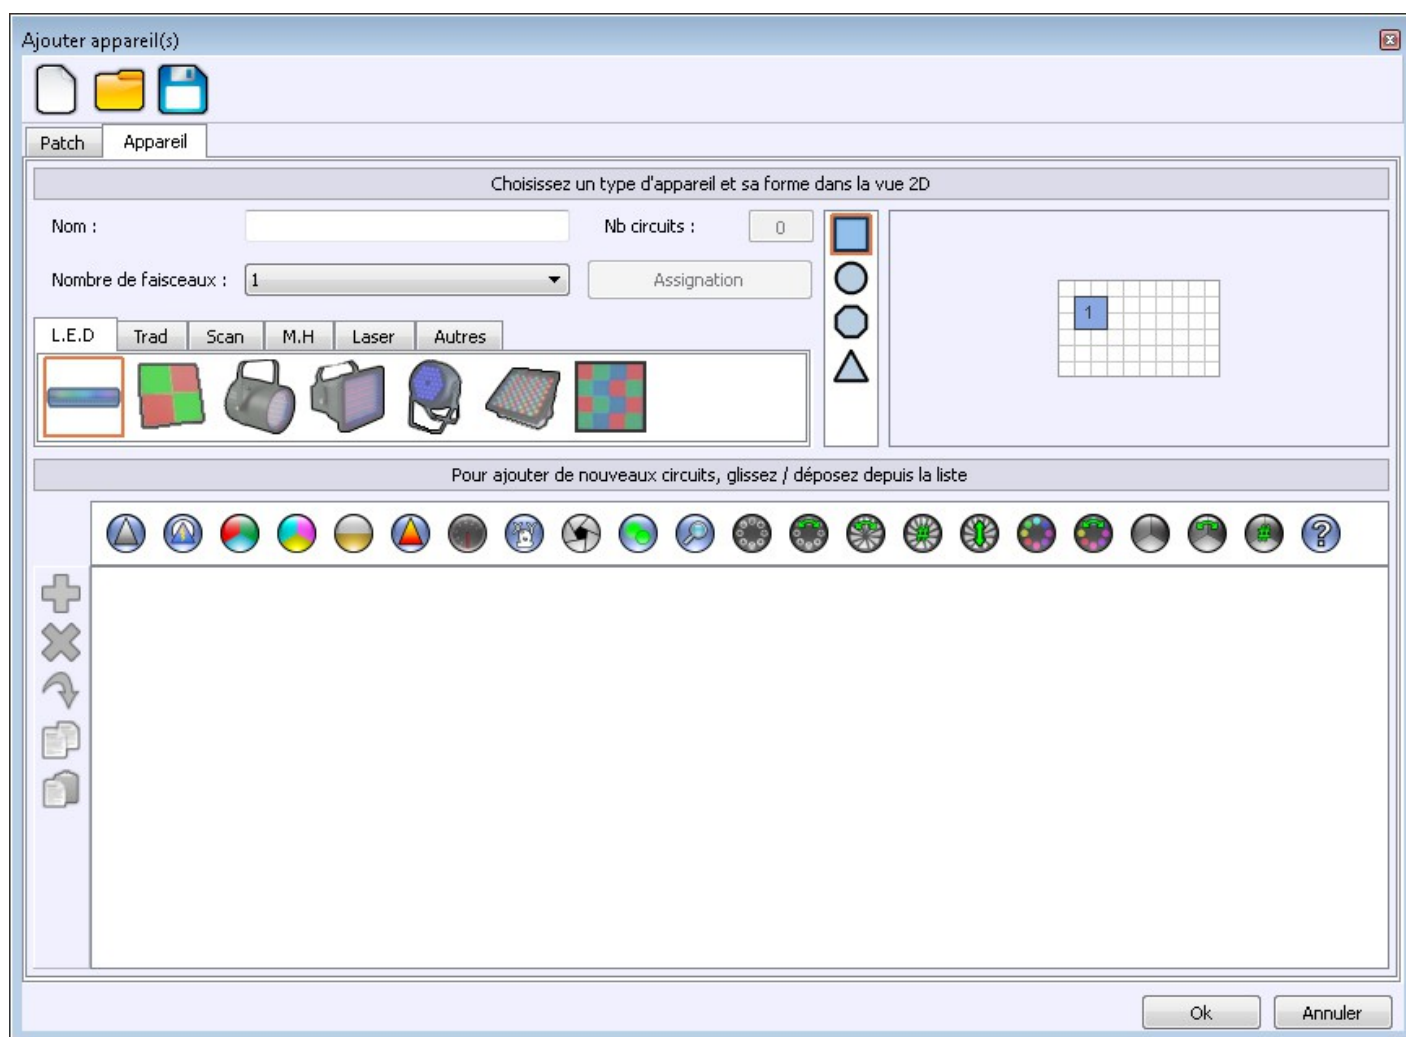 Ajouter appareil(s)
Patch Appareil
Choisissez un type d'appareil et sa forme dans la vue 2D
Nom : Nb circuits : 0
Nombre de faisceaux : 1 Assignation
1
L.E.D Trad Scan M.H Laser Autres
Pour ajouter de nouveaux circuits, glissez / déposez depuis la liste
# # ?
Ok Annuler